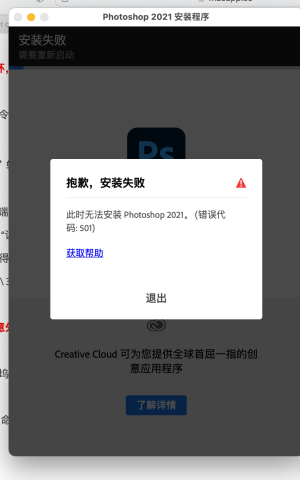 Photoshop 2021 安装程序
安装失败
需要重新启动
Ps
抱歉，安装失败
此时无法安装 Photoshop 2021。(错误代
码: 501)
获取帮助
退出
Creative Cloud 可为您提供全球首屈一指的创
意应用程序
了解详情